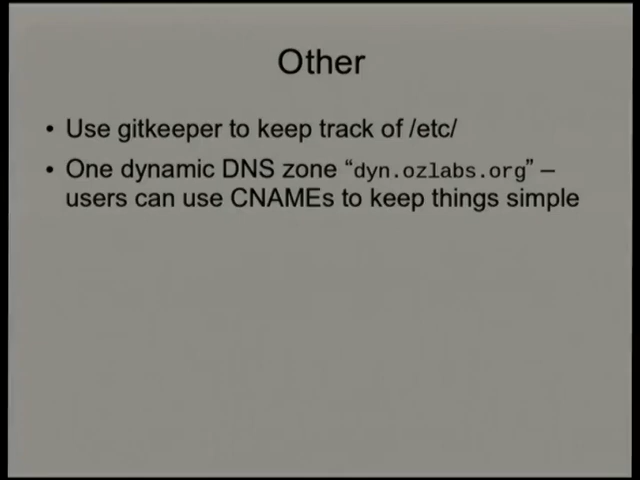 Other
• Use gitkeeper to keep track of /etc/
• One dynamic DNS zone “dyn.ozlabs.org” –
users can use CNAMEs to keep things simple